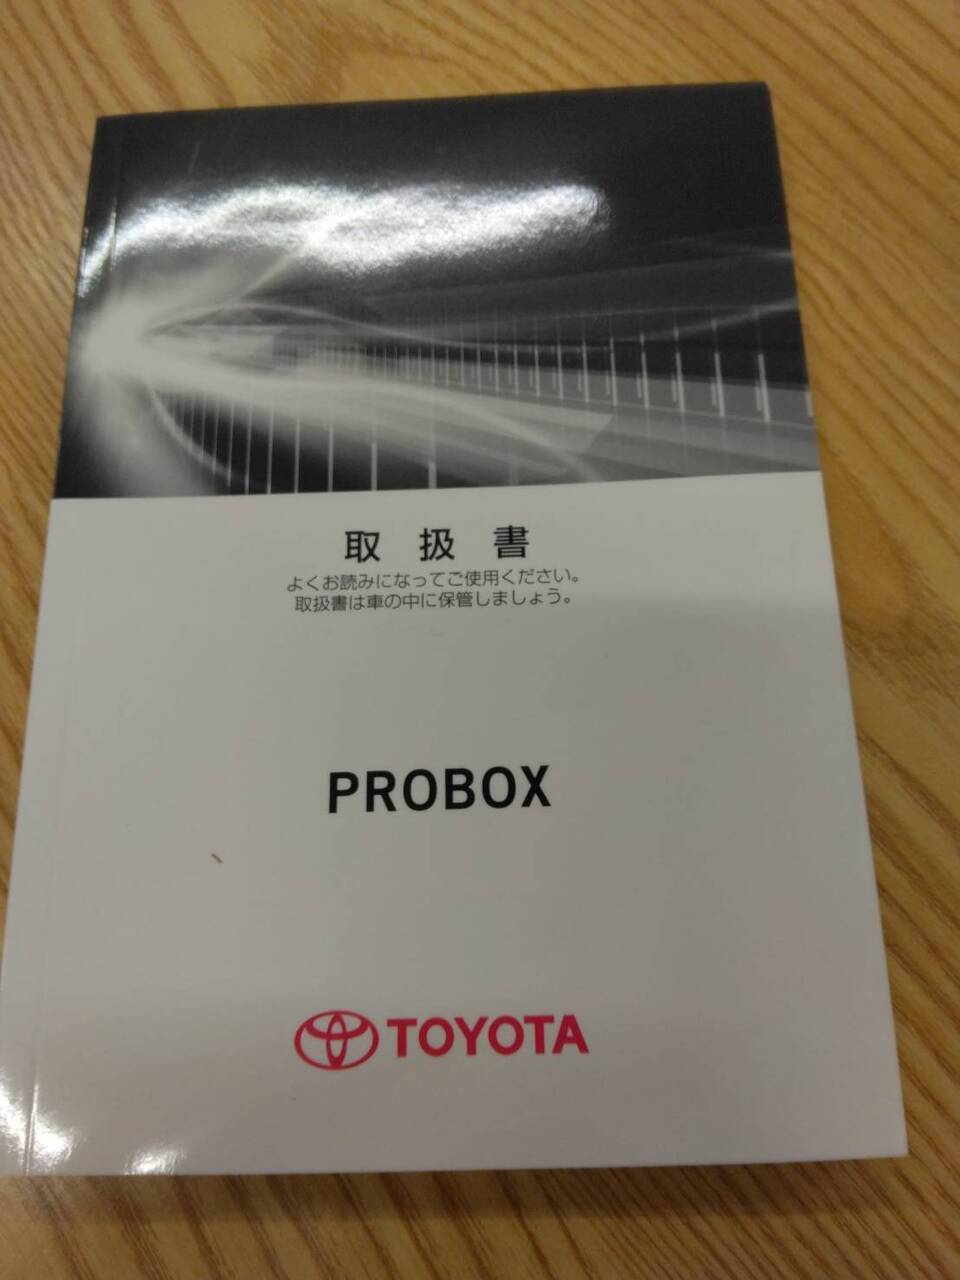 取扱書
よくお読みになってご使用ください。
取扱書は車の中に保管しましょう。
PROBOX
TOYOTA